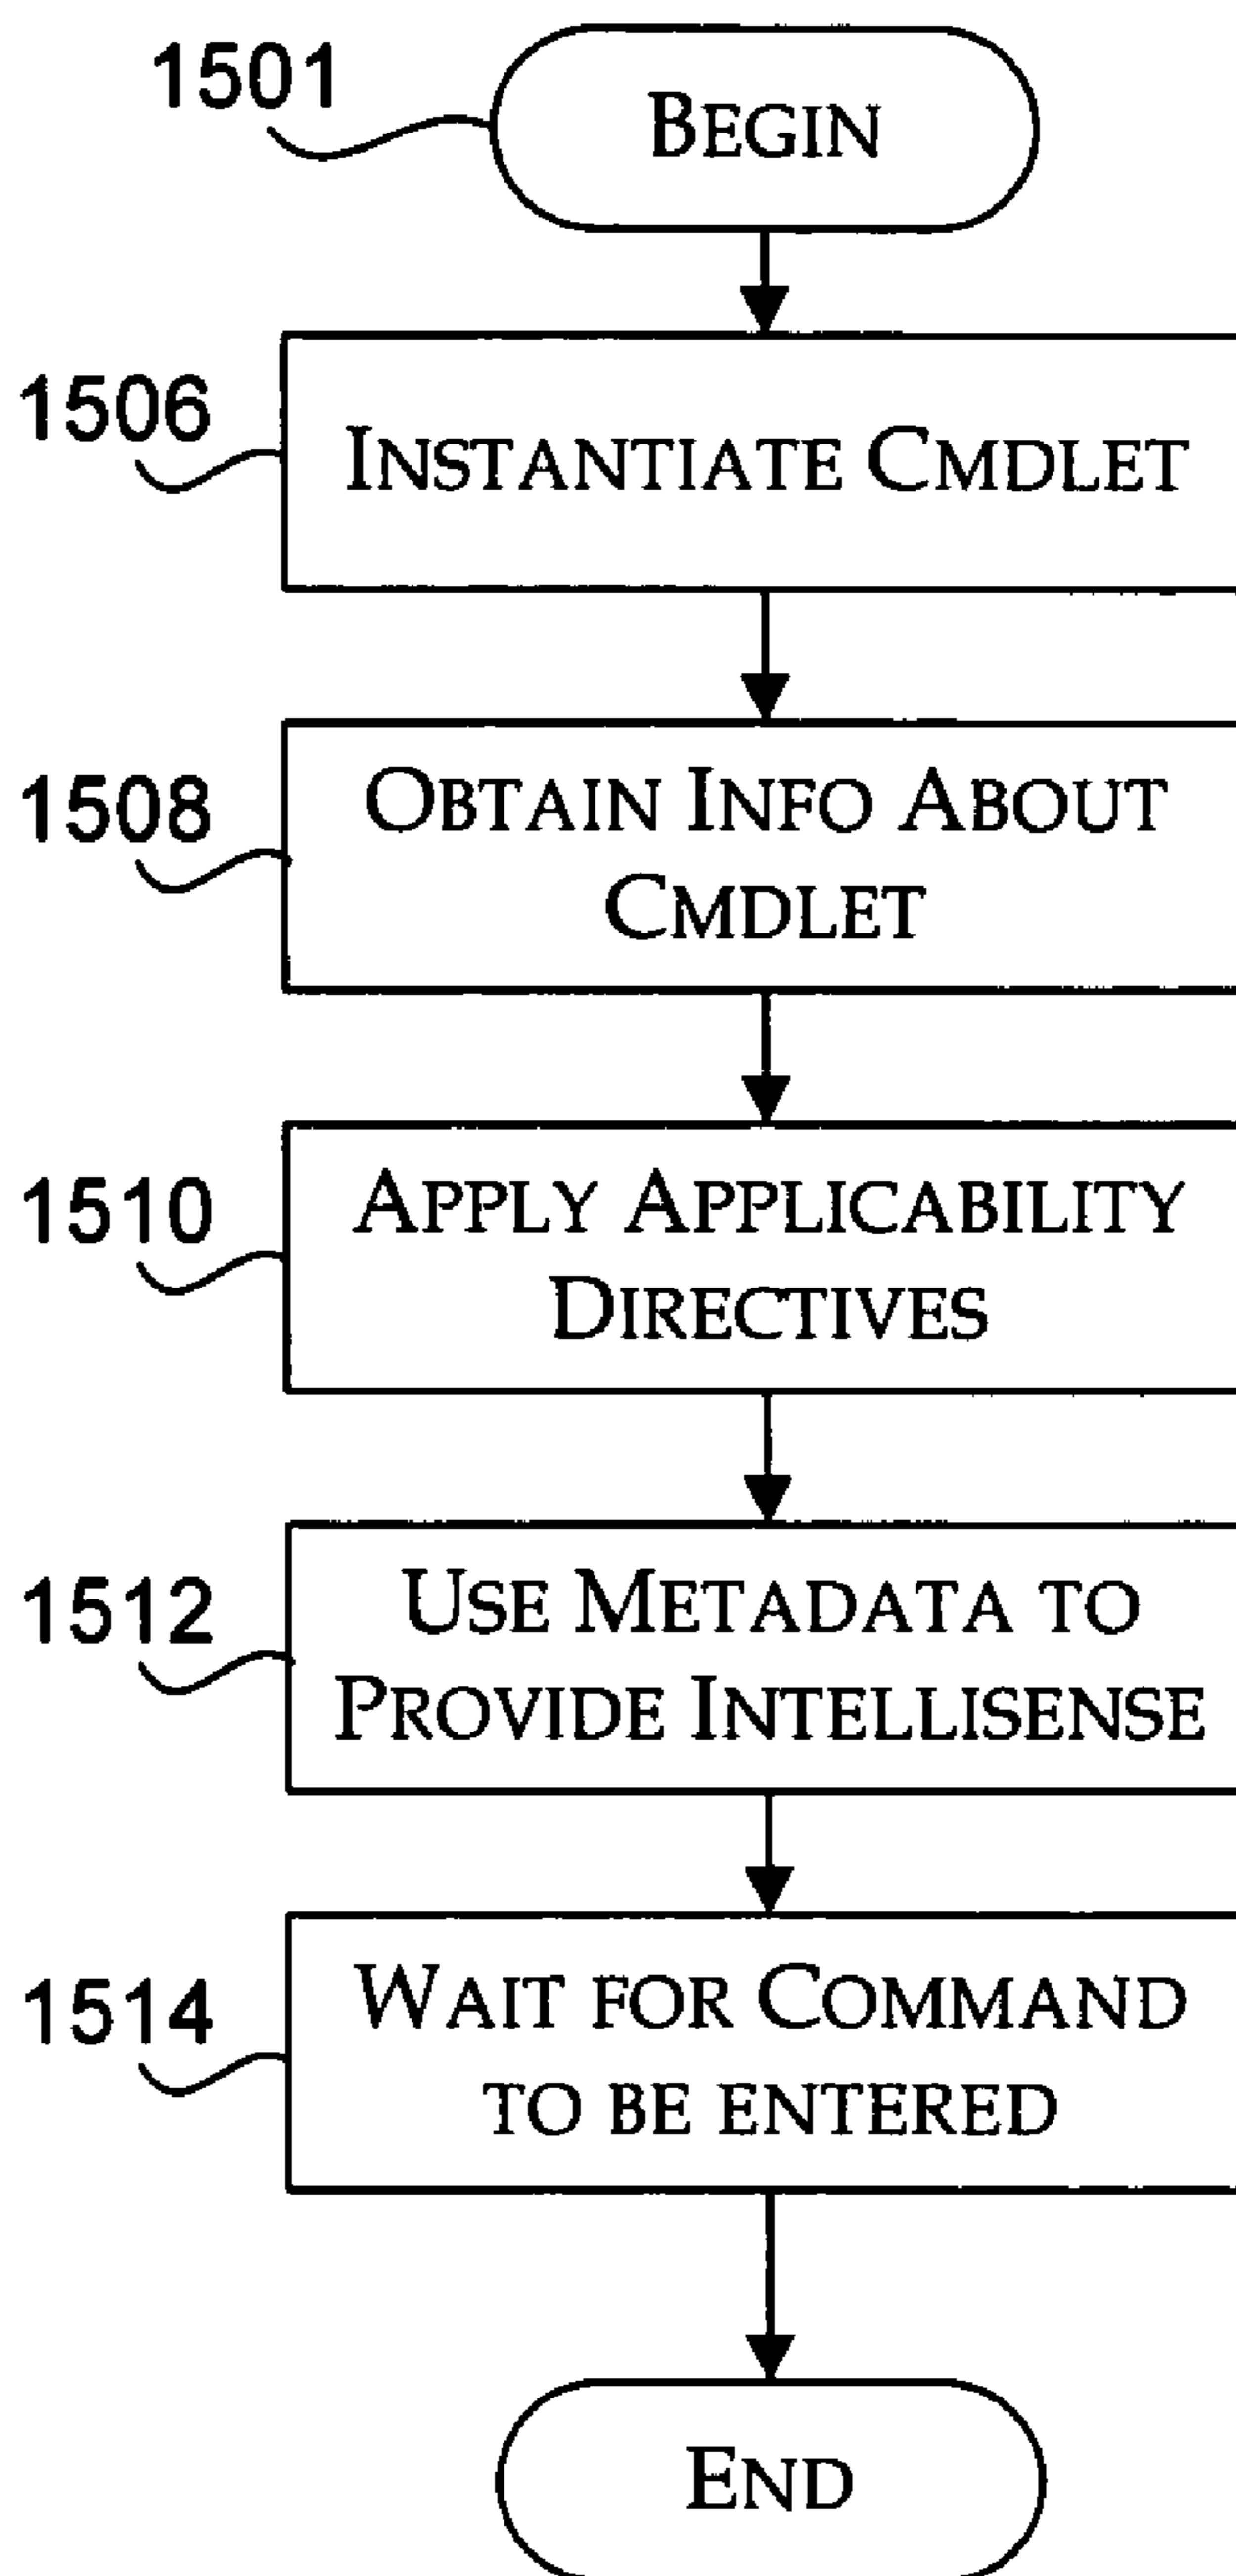 1501
BEGIN
1506
INSTANTIATE CMDLET
1508
OBTAIN INFO ABOUT
CMDLET
1510
APPLY APPLICABILITY
DIRECTIVES
1512
USE METADATA TO
PROVIDE INTELLISENSE
1514
WAIT FOR COMMAND
TO BE ENTERED
END